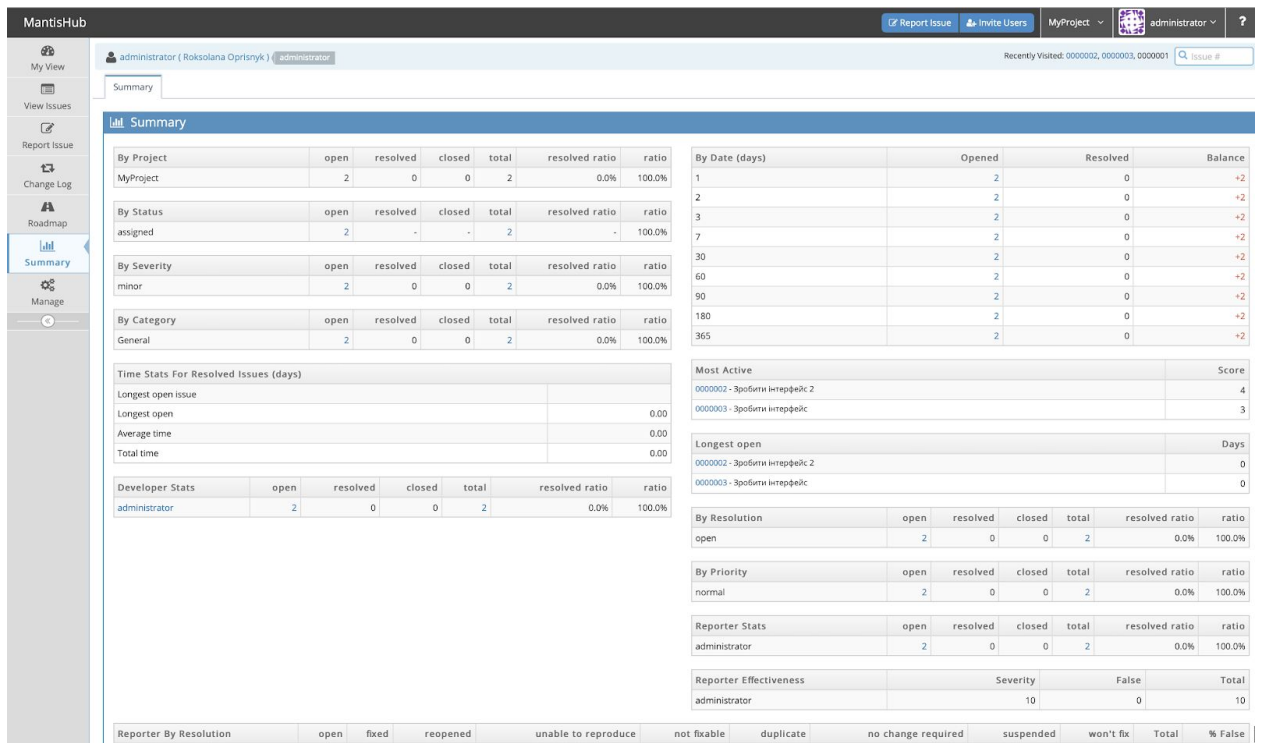 MantisHub
Report Issue
Invite Users
MyProject
administrator
?
My View
View Issues
Report Issue
Change Log
Roadmap
Summary
Manage
administrator ( Roksolana Oprisnyk ) administrator
Recently Visited: 0000002, 0000003, 0000001
Issue #
Summary
Summary
By Project open resolved closed total resolved ratio ratio
MyProject 2 0 0 2 0.0% 100.0%
By Status open resolved closed total resolved ratio ratio
assigned 2 - - 2 - 100.0%
By Severity open resolved closed total resolved ratio ratio
minor 2 0 0 2 0.0% 100.0%
By Category open resolved closed total resolved ratio ratio
General 2 0 0 2 0.0% 100.0%
Time Stats For Resolved Issues (days)
Longest open issue
Longest open 0.00
Average time 0.00
Total time 0.00
Developer Stats open resolved closed total resolved ratio ratio
administrator 2 0 0 2 0.0% 100.0%
By Date (days) Opened Resolved Balance
1 2 0 +2
2 2 0 +2
3 2 0 +2
7 2 0 +2
30 2 0 +2
60 2 0 +2
90 2 0 +2
180 2 0 +2
365 2 0 +2
Most Active Score
0000002 - Зробити інтерфейс 2 4
0000003 - Зробити інтерфейс 3
Longest open Days
0000002 - Зробити інтерфейс 2 0
0000003 - Зробити інтерфейс 0
By Resolution open resolved closed total resolved ratio ratio
open 2 0 0 2 0.0% 100.0%
By Priority open resolved closed total resolved ratio ratio
normal 2 0 0 2 0.0% 100.0%
Reporter Stats open resolved closed total resolved ratio ratio
administrator 2 0 0 2 0.0% 100.0%
Reporter Effectiveness Severity False Total
administrator 10 0 10
Reporter By Resolution open fixed reopened unable to reproduce not fixable duplicate no change required suspended won't fix Total % False